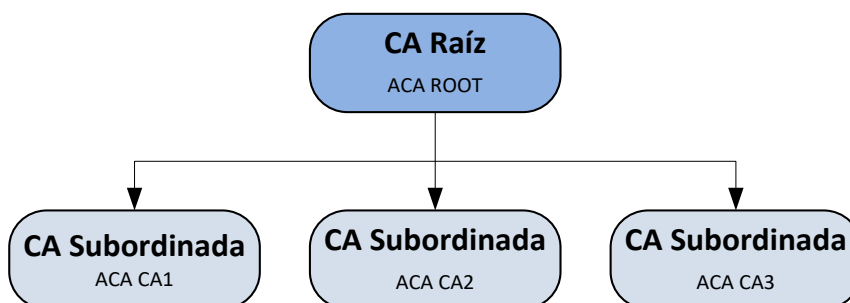 CA Raíz
ACA ROOT
CA Subordinada
ACA CA1
CA Subordinada
ACA CA2
CA Subordinada
ACA CA3